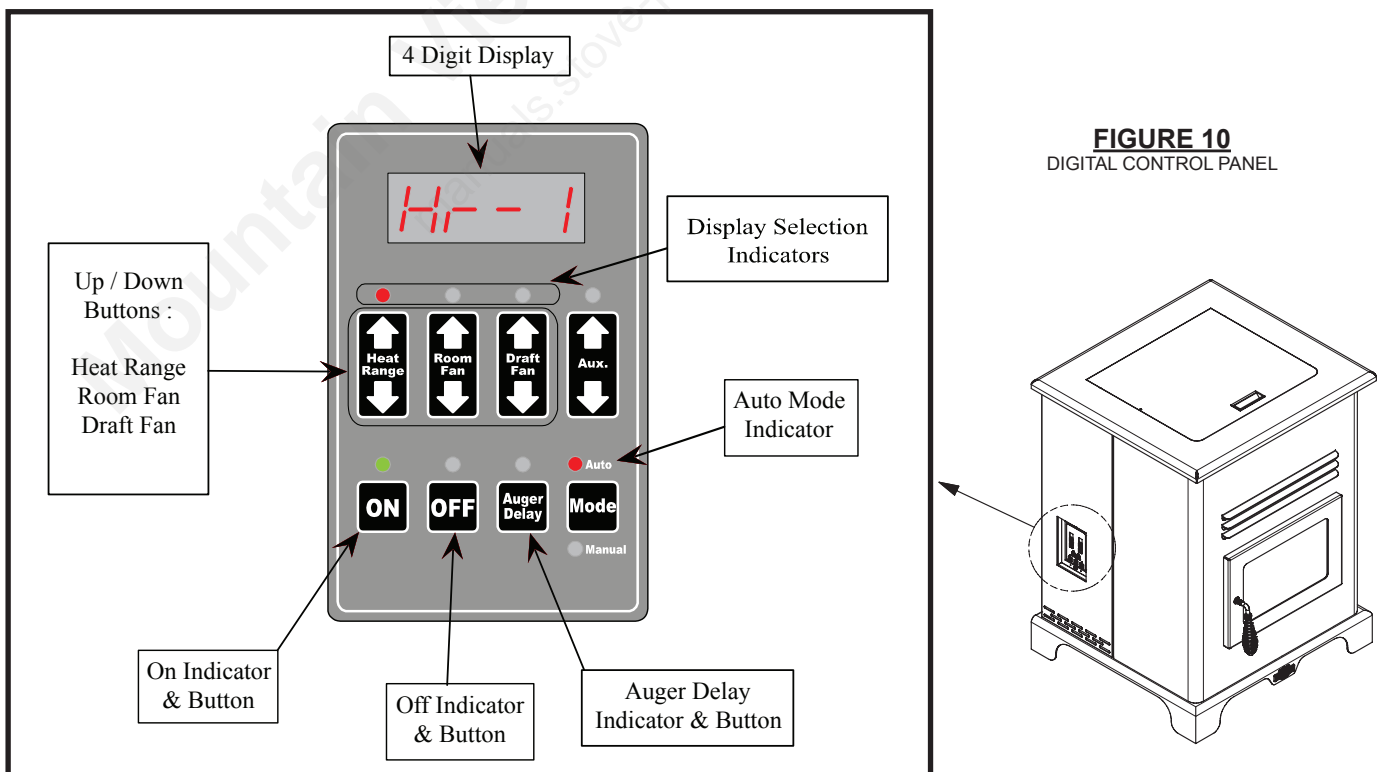 4 Digit Display
FIGURE 10
DIGITAL CONTROL PANEL
Hr - - 1
Display Selection
Indicators
Up / Down
Buttons :
Heat Range
Room Fan
Draft Fan
Heat
Range
Room
Fan
Draft
Fan
Aux.
Auto Mode
Indicator
Auto
ON
OFF
Auger
Delay
Mode
Manual
On Indicator
& Button
Off Indicator
& Button
Auger Delay
Indicator & Button